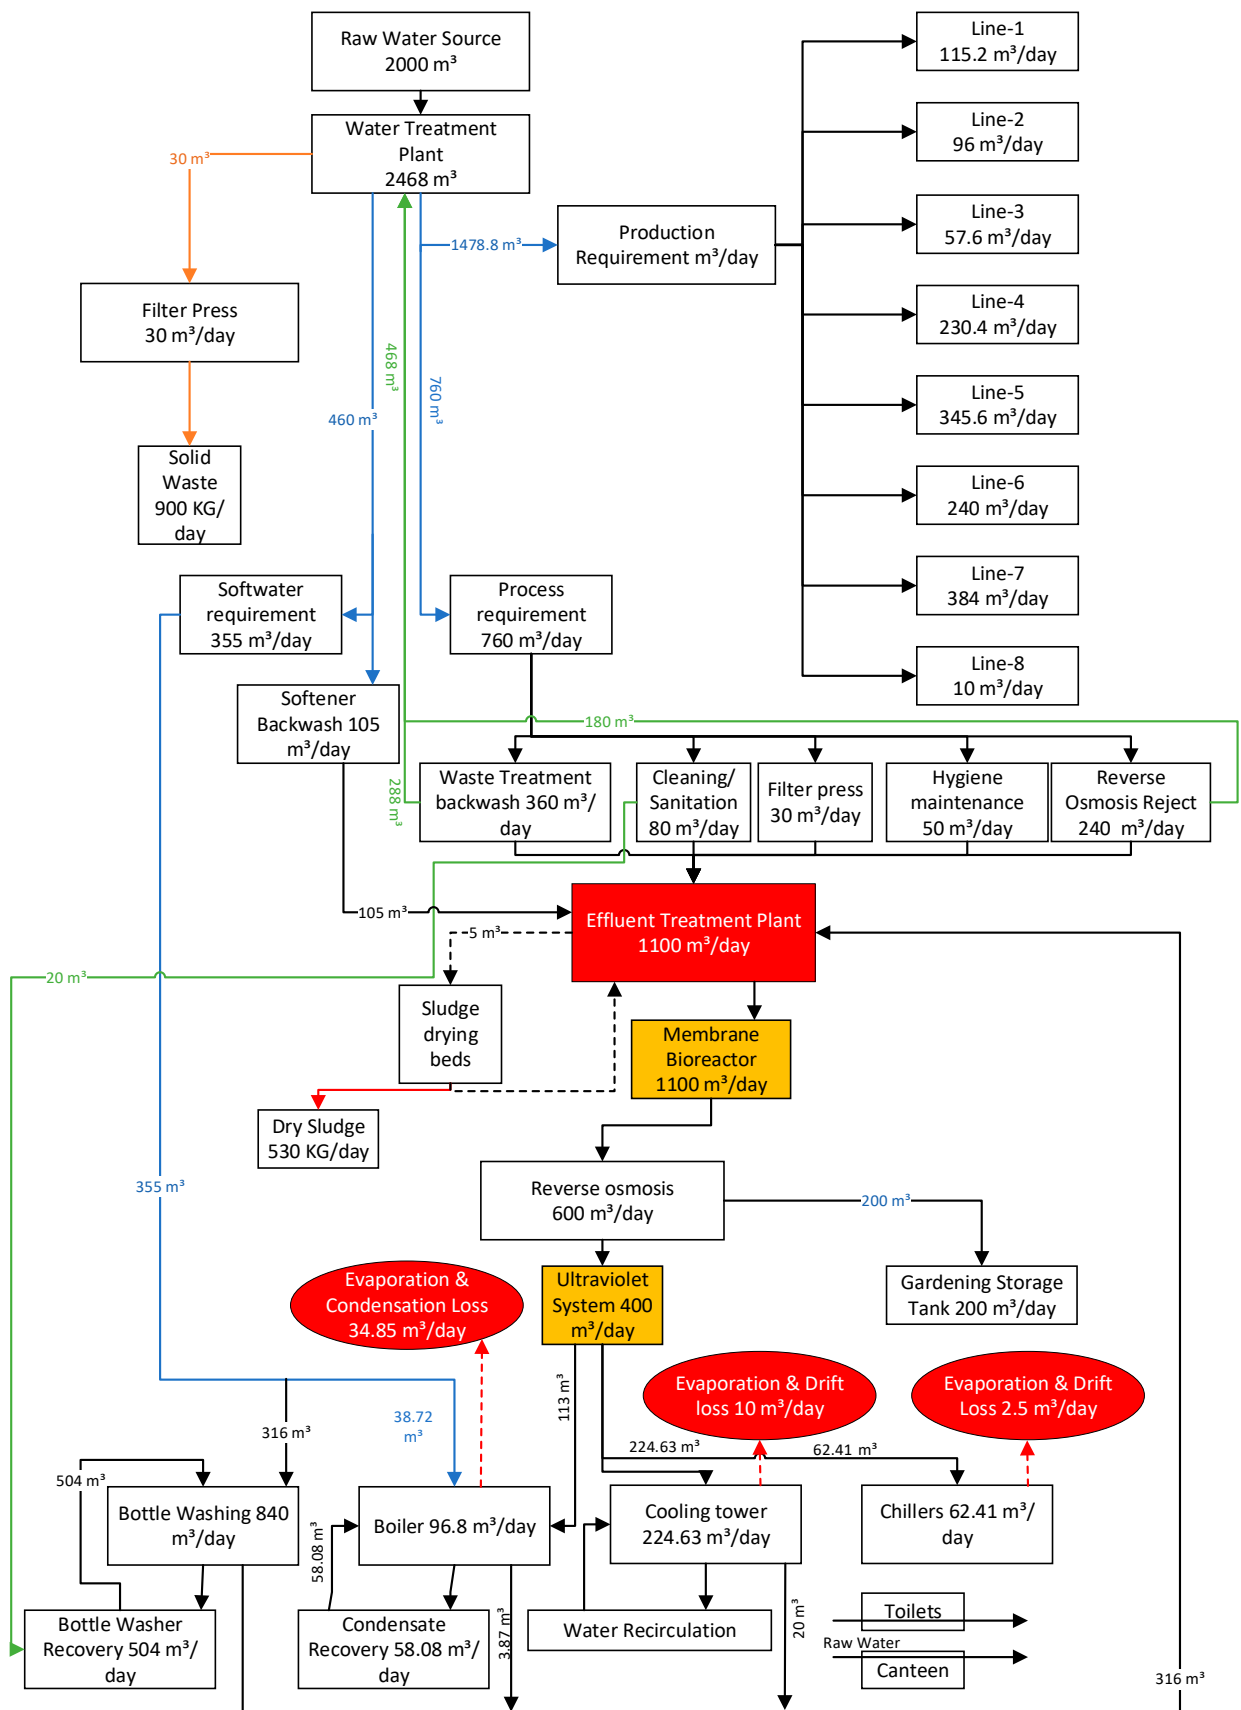 Raw Water Source
2000 m³
Water Treatment
Plant
2468 m³
30 m³
Filter Press
30 m³/day
Solid
Waste
900 KG/
day
1478.8 m³
Production
Requirement m³/day
Line-1
115.2 m³/day
Line-2
96 m³/day
Line-3
57.6 m³/day
Line-4
230.4 m³/day
Line-5
345.6 m³/day
Line-6
240 m³/day
Line-7
384 m³/day
Line-8
10 m³/day
468 m³
760 m³
460 m³
Softwater
requirement
355 m³/day
Process
requirement
760 m³/day
Softener
Backwash 105
m³/day
180 m³
288 m³
Waste Treatment
backwash 360 m³/
day
Cleaning/
Sanitation
80 m³/day
Filter press
30 m³/day
Hygiene
maintenance
50 m³/day
Reverse
Osmosis Reject
240 m³/day
105 m³
Effluent Treatment Plant
1100 m³/day
5 m³
20 m³
Sludge
drying
beds
Membrane
Bioreactor
1100 m³/day
Dry Sludge
530 KG/day
355 m³
Reverse osmosis
600 m³/day
200 m³
Gardening Storage
Tank 200 m³/day
Evaporation &
Condensation Loss
34.85 m³/day
Ultraviolet
System 400
m³/day
Evaporation & Drift
loss 10 m³/day
Evaporation & Drift
Loss 2.5 m³/day
113 m³
38.72
m³
316 m³
224.63 m³
62.41 m³
504 m³
Bottle Washing 840
m³/day
Boiler 96.8 m³/day
Cooling tower
224.63 m³/day
Chillers 62.41 m³/
day
58.08 m³
3.87 m³
20 m³
Bottle Washer
Recovery 504 m³/
day
Condensate
Recovery 58.08 m³/
day
Water Recirculation
Toilets
Raw Water
Canteen
316 m³